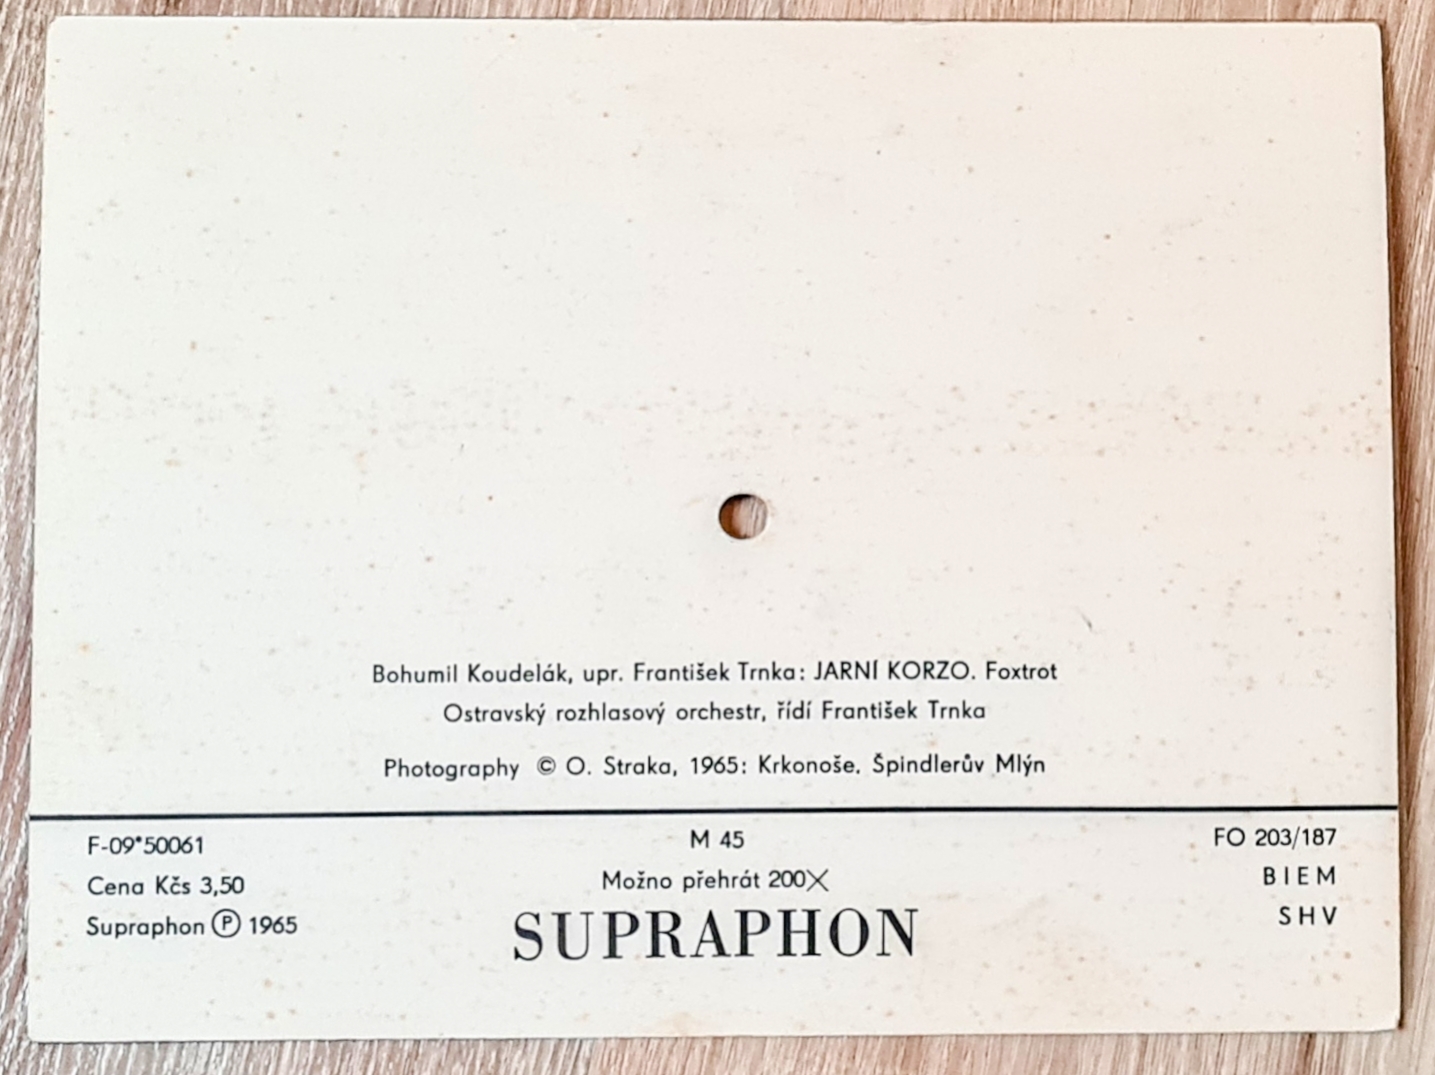 Bohumil Koudelák, upr. František Trnka: JARNÍ KORZO. Foxtrot
Ostravský rozhlasový orchestr, řídí František Trnka
Photography © O. Straka, 1965: Krkonoše. Špindlerův Mlýn
F-09*50061
Cena Kčs 3,50
Supraphon Ⓟ 1965
M 45
Možno přehrát 200X
SUPRAPHON
FO 203/187
BIEM
SHV